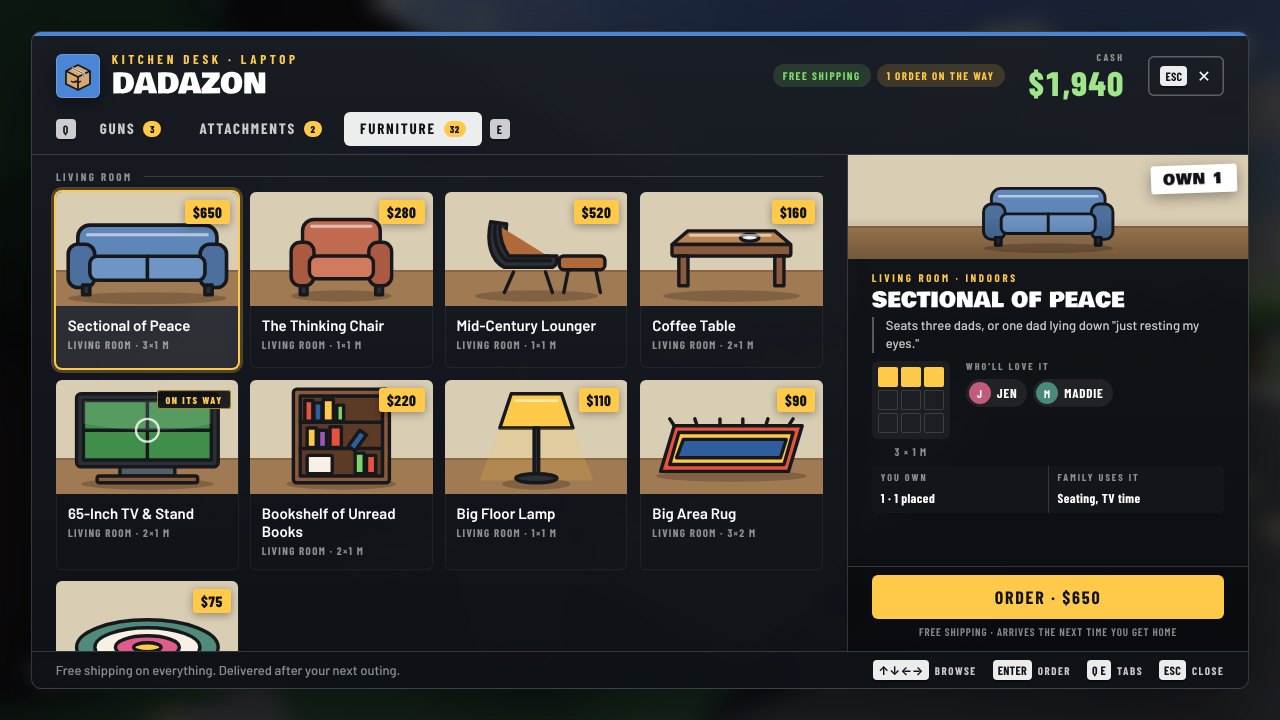 KITCHEN DESK · LAPTOP
DADAZON
FREE SHIPPING
1 ORDER ON THE WAY
CASH
$1,940
ESC ✕
Q GUNS 3 ATTACHMENTS 2 FURNITURE 32 E
LIVING ROOM
$650
Sectional of Peace
LIVING ROOM · 3×1 M
$280
The Thinking Chair
LIVING ROOM · 1×1 M
$520
Mid-Century Lounger
LIVING ROOM · 1×1 M
$160
Coffee Table
LIVING ROOM · 2×1 M
ON ITS WAY
65-Inch TV & Stand
LIVING ROOM · 2×1 M
$220
Bookshelf of Unread
Books
LIVING ROOM · 2×1 M
$110
Big Floor Lamp
LIVING ROOM · 1×1 M
$90
Big Area Rug
LIVING ROOM · 3×2 M
$75
OWN 1
LIVING ROOM · INDOORS
SECTIONAL OF PEACE
Seats three dads, or one dad lying down "just resting my
eyes."
3 × 1 M
WHO'LL LOVE IT
J JEN M MADDIE
YOU OWN
1 · 1 placed
FAMILY USES IT
Seating, TV time
ORDER · $650
FREE SHIPPING · ARRIVES THE NEXT TIME YOU GET HOME
Free shipping on everything. Delivered after your next outing.
↑↓←→ BROWSE ENTER ORDER Q E TABS ESC CLOSE